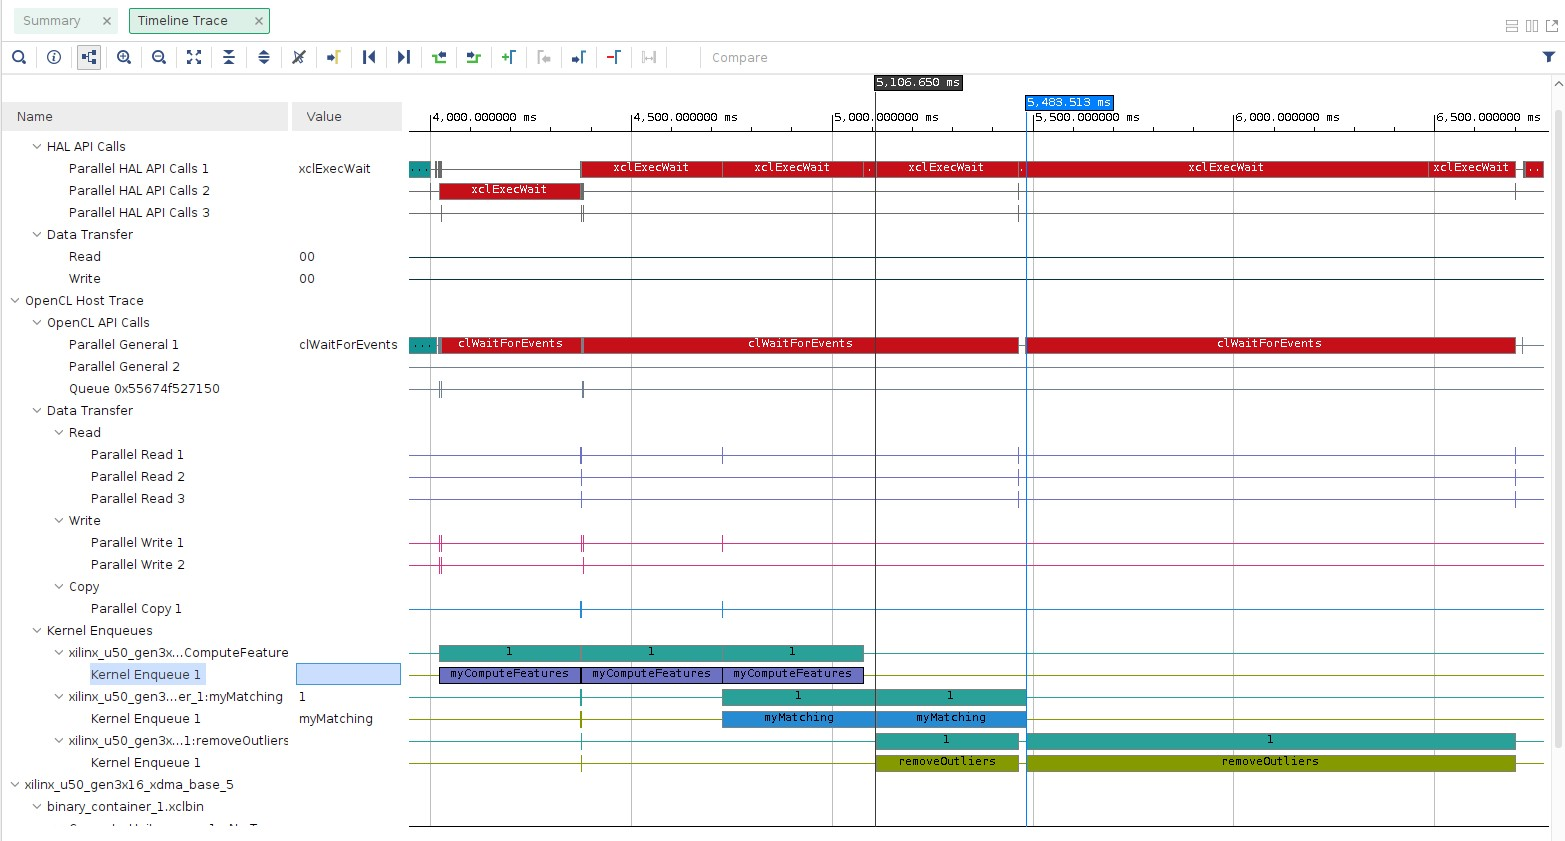 Summary
Timeline Trace
Compare
5,106.650 ms
5,483.513 ms
Name Value
4,000.000000 ms 4,500.000000 ms 5,000.000000 ms 5,500.000000 ms 6,000.000000 ms 6,500.000000 ms
HAL API Calls
Parallel HAL API Calls 1 xclExecWait ... xclExecWait xclExecWait . xclExecWait . xclExecWait xclExecWait ..
Parallel HAL API Calls 2 xclExecWait
Parallel HAL API Calls 3
Data Transfer
Read 00
Write 00
OpenCL Host Trace
OpenCL API Calls
Parallel General 1 clWaitForEvents ... clWaitForEvents clWaitForEvents clWaitForEvents
Parallel General 2
Queue 0x55674f527150
Data Transfer
Read
Parallel Read 1
Parallel Read 2
Parallel Read 3
Write
Parallel Write 1
Parallel Write 2
Copy
Parallel Copy 1
Kernel Enqueues
xilinx_u50_gen3x...ComputeFeature 1 1 1
Kernel Enqueue 1 myComputeFeatures myComputeFeatures myComputeFeatures
xilinx_u50_gen3...er_1:myMatching 1 1 1
Kernel Enqueue 1 myMatching myMatching myMatching
xilinx_u50_gen3x...1:removeOutliers 1 1
Kernel Enqueue 1 removeOutliers removeOutliers
xilinx_u50_gen3x16_xdma_base_5
binary_container_1.xclbin